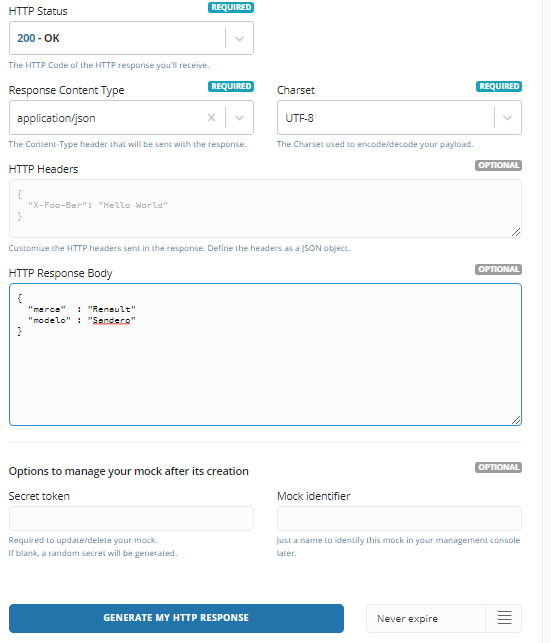 HTTP Status REQUIRED
200 - OK
The HTTP Code of the HTTP response you'll receive.
Response Content Type REQUIRED Charset REQUIRED
application/json UTF-8
The Content-Type header that will be sent with the response. The Charset used to encode/decode your payload.
HTTP Headers OPTIONAL
{
"X-Foo-Bar": "Hello World"
}
Customize the HTTP headers sent in the response. Define the headers as a JSON object.
HTTP Response Body OPTIONAL
{
"marca" : "Renault"
"modelo" : "Sandero"
}
Options to manage your mock after its creation OPTIONAL
Secret token Mock identifier
Required to update/delete your mock. Just a name to identify this mock in your management console
If blank, a random secret will be generated. later.
GENERATE MY HTTP RESPONSE Never expire